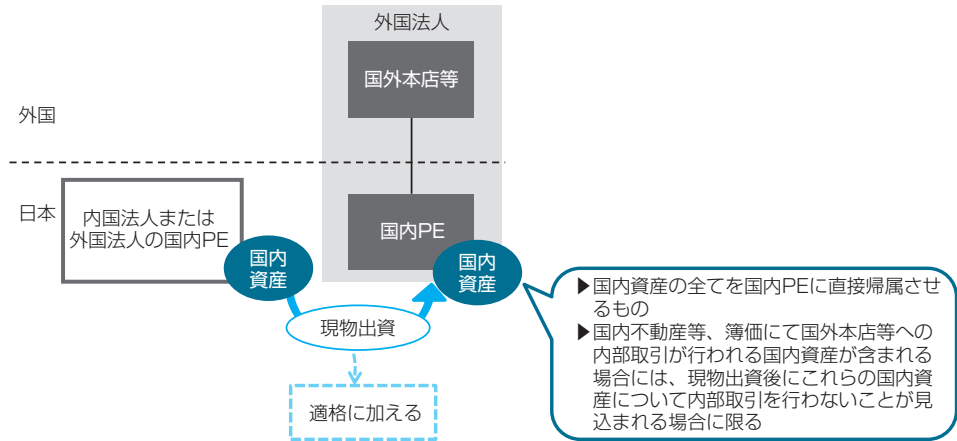 外国法人
国外本店等
外国
日本
内国法人または
外国法人の国内PE
国内PE
国内
資産
国内
資産
現物出資
適格に加える
▶国内資産の全てを国内PEに直接帰属させ
るもの
▶国内不動産等、簿価にて国外本店等への
内部取引が行われる国内資産が含まれる
場合には、現物出資後にこれらの国内資
産について内部取引を行わないことが見
込まれる場合に限る